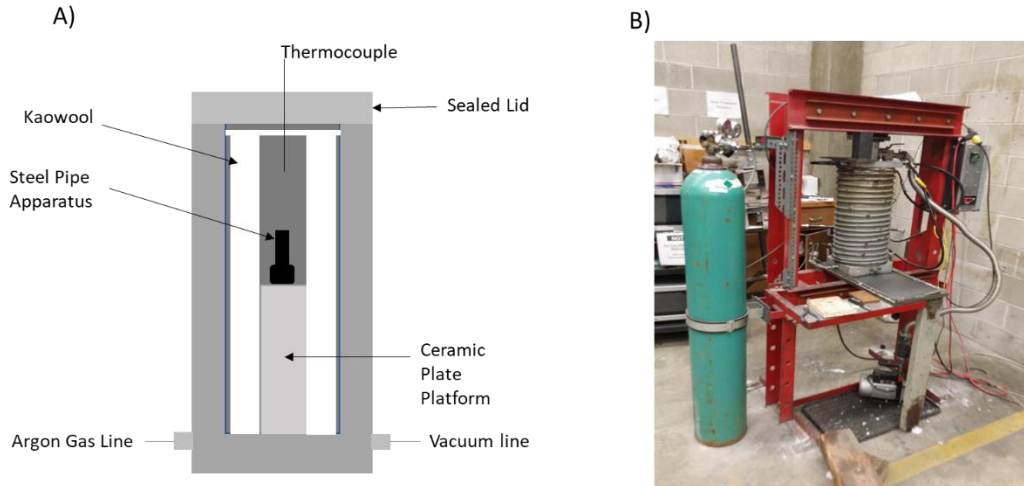 A)
B)
Thermocouple
Sealed Lid
Kaowool
Steel Pipe
Apparatus
Ceramic
Plate
Platform
Argon Gas Line
Vacuum line